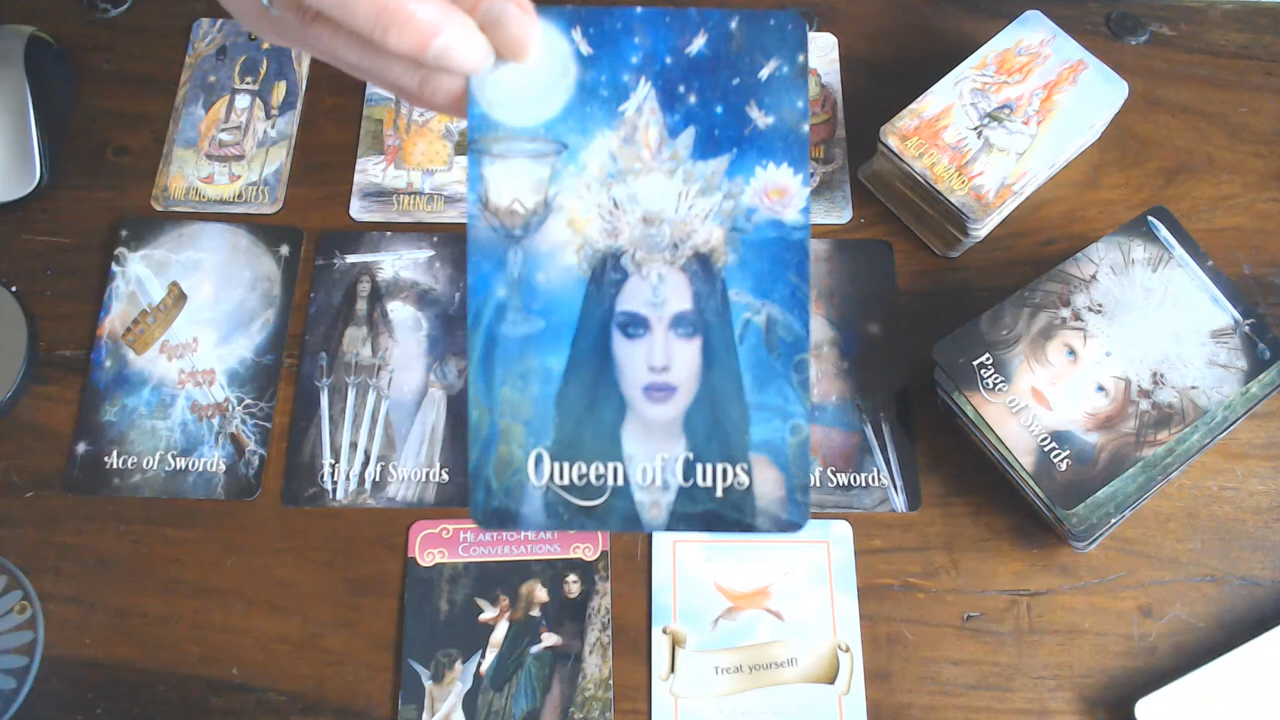 THE HIGH PRIESTESS
STRENGTH
ACE OF WANDS
Ace of Swords
Five of Swords
Queen of Cups
of Swords
Page of Swords
HEART-TO-HEART
CONVERSATIONS
Treat yourself!